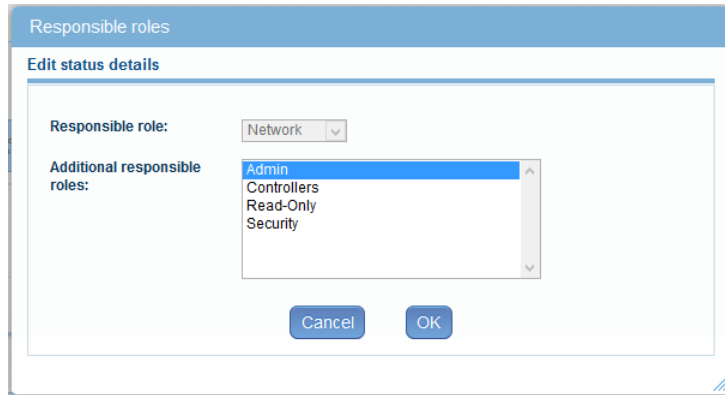 Responsible roles
Edit status details
Responsible role:
Network
Additional responsible
roles:
Admin
Controllers
Read-Only
Security
Cancel
OK